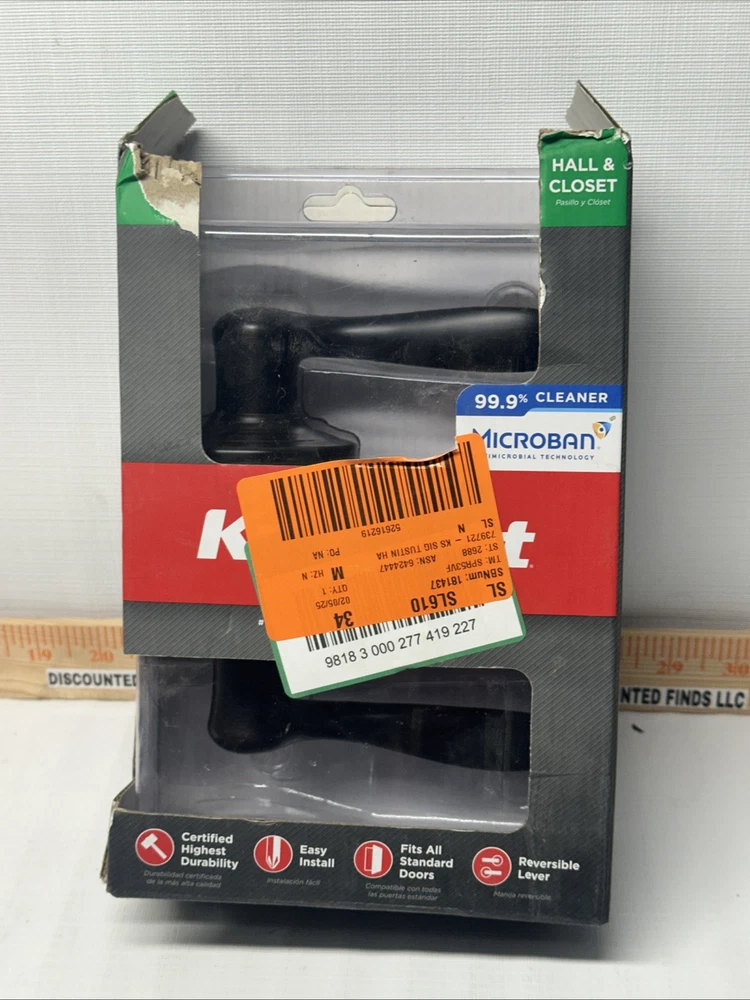 HALL &
CLOSET
Pasillo y Clóset
99.9% CLEANER
MICROBAN
TIMICROBIAL TECHNOLOGY
K
t
52616219
SL N
739721 - KS SIG TUSTIN HA
PO: NA
ST: 2688 ASN: 6424447
HZ: N M
TM: SPR53VF
QTY: 1
SBNum: 181437
02/05/25
SL SL610 34
9818 3 000 277 419 227
19 20
29 30
DISCOUNTED
NTED FINDS LLC
Certified
Highest
Durability
Durabilidad certificada
de la más alta calidad
Easy
Install
Instalación fácil
Fits All
Standard
Doors
Compatible con todas
las puertas estándar
Reversible
Lever
Manija reversible